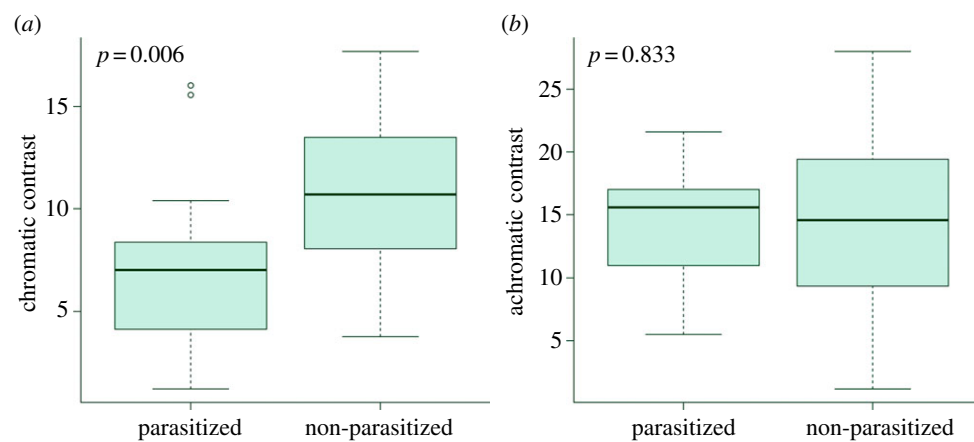 (a)
p = 0.006
15
10
5
chromatic contrast
parasitized
non-parasitized
(b)
p = 0.833
25
20
15
10
5
achromatic contrast
parasitized
non-parasitized